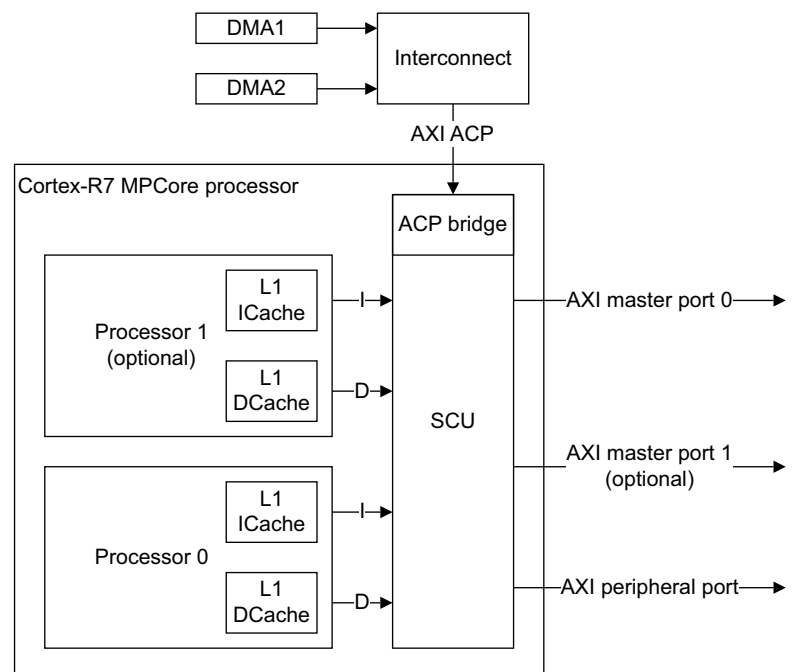 DMA1
DMA2
Interconnect
AXI ACP
Cortex-R7 MPCore processor
ACP bridge
Processor 1
(optional)
L1
ICache
I
L1
DCache
D
SCU
Processor 0
L1
ICache
I
L1
DCache
D
AXI master port 0
AXI master port 1
(optional)
AXI peripheral port